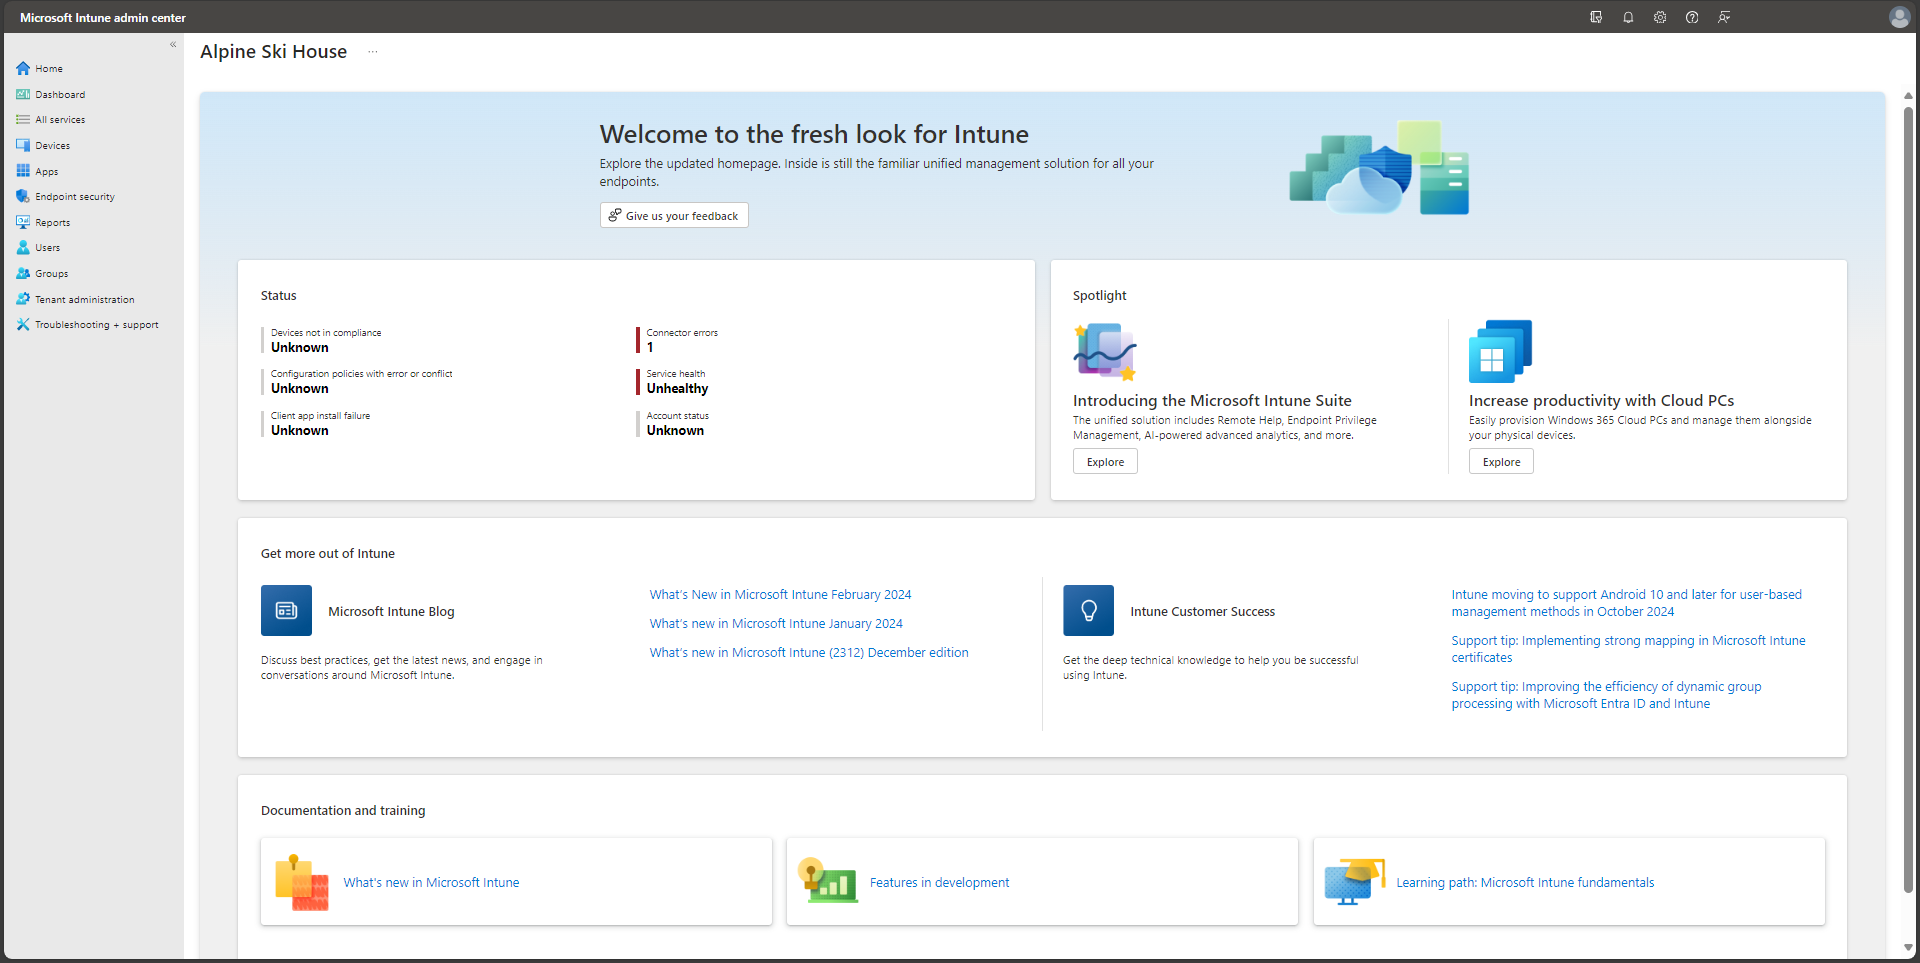 Microsoft Intune admin center
«
Home
Dashboard
All services
Devices
Apps
Endpoint security
Reports
Users
Groups
Tenant administration
Troubleshooting + support
Alpine Ski House ...
Welcome to the fresh look for Intune
Explore the updated homepage. Inside is still the familiar unified management solution for all your
endpoints.
Give us your feedback
Status
Devices not in compliance
Unknown
Configuration policies with error or conflict
Unknown
Client app install failure
Unknown
Connector errors
1
Service health
Unhealthy
Account status
Unknown
Spotlight
Introducing the Microsoft Intune Suite
The unified solution includes Remote Help, Endpoint Privilege
Management, AI-powered advanced analytics, and more.
Explore
Increase productivity with Cloud PCs
Easily provision Windows 365 Cloud PCs and manage them alongside
your physical devices.
Explore
Get more out of Intune
Microsoft Intune Blog
Discuss best practices, get the latest news, and engage in
conversations around Microsoft Intune.
What's New in Microsoft Intune February 2024
What's new in Microsoft Intune January 2024
What's new in Microsoft Intune (2312) December edition
Intune Customer Success
Get the deep technical knowledge to help you be successful
using Intune.
Intune moving to support Android 10 and later for user-based
management methods in October 2024
Support tip: Implementing strong mapping in Microsoft Intune
certificates
Support tip: Improving the efficiency of dynamic group
processing with Microsoft Entra ID and Intune
Documentation and training
What's new in Microsoft Intune
Features in development
Learning path: Microsoft Intune fundamentals